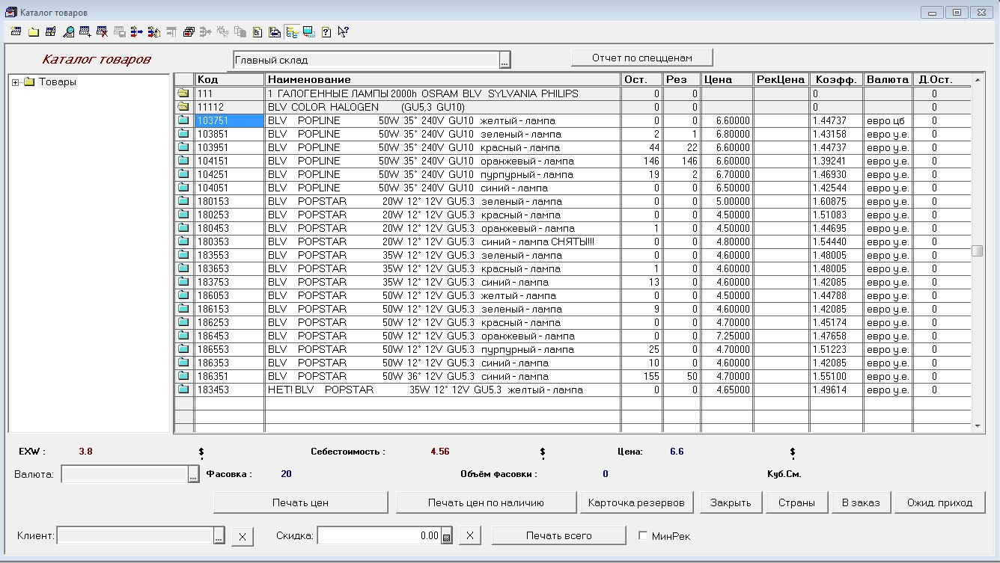 Каталог товаров
Каталог товаров
Главный склад ...
Отчет по спецценам
Товары
Код Наименование Ост. Рез Цена РекЦена Коэфф. Валюта Д.Ост.
111 1 ГАЛОГЕННЫЕ ЛАМПЫ 2000h OSRAM BLV SYLVANIA PHILIPS 0 0 0 0
11112 BLV COLOR HALOGEN (GU5,3 GU10) 0 0 0 0
103751 BLV POPLINE 50W 35° 240V GU10 желтый - лампа 0 0 6.60000 1.44737 евро цб 0
103851 BLV POPLINE 50W 35° 240V GU10 зеленый - лампа 2 1 6.80000 1.43158 евро у.е. 0
103951 BLV POPLINE 50W 35° 240V GU10 красный - лампа 44 22 6.60000 1.44737 евро у.е. 0
104151 BLV POPLINE 50W 35° 240V GU10 оранжевый - лампа 146 146 6.60000 1.39241 евро у.е. 0
104251 BLV POPLINE 50W 35° 240V GU10 пурпурный - лампа 19 2 6.70000 1.46930 евро у.е. 0
104051 BLV POPLINE 50W 35° 240V GU10 синий - лампа 0 0 6.50000 1.42544 евро у.е. 0
180153 BLV POPSTAR 20W 12° 12V GU5.3 зеленый - лампа 0 0 5.00000 1.60875 евро у.е. 0
180253 BLV POPSTAR 20W 12° 12V GU5.3 красный - лампа 0 0 4.50000 1.51083 евро у.е. 0
180453 BLV POPSTAR 20W 12° 12V GU5.3 оранжевый - лампа 1 0 4.50000 1.44695 евро у.е. 0
180353 BLV POPSTAR 20W 12° 12V GU5.3 синий - лампа СНЯТЫ!!! 0 0 4.80000 1.54440 евро у.е. 0
183553 BLV POPSTAR 35W 12° 12V GU5.3 зеленый - лампа 0 0 4.60000 1.48005 евро у.е. 0
183653 BLV POPSTAR 35W 12° 12V GU5.3 красный - лампа 1 0 4.60000 1.48005 евро у.е. 0
183753 BLV POPSTAR 35W 12° 12V GU5.3 синий - лампа 13 0 4.60000 1.42085 евро у.е. 0
186053 BLV POPSTAR 50W 12° 12V GU5.3 желтый - лампа 0 0 4.50000 1.44788 евро у.е. 0
186153 BLV POPSTAR 50W 12° 12V GU5.3 зеленый - лампа 9 0 4.60000 1.42085 евро у.е. 0
186253 BLV POPSTAR 50W 12° 12V GU5.3 красный - лампа 0 0 4.70000 1.45174 евро у.е. 0
186453 BLV POPSTAR 50W 12° 12V GU5.3 оранжевый - лампа 0 0 7.25000 1.47658 евро у.е. 0
186553 BLV POPSTAR 50W 12° 12V GU5.3 пурпурный - лампа 25 0 4.70000 1.51223 евро у.е. 0
186353 BLV POPSTAR 50W 12° 12V GU5.3 синий - лампа 10 0 4.60000 1.42085 евро у.е. 0
186351 BLV POPSTAR 50W 36° 12V GU5.3 синий - лампа 155 50 4.70000 1.55100 евро у.е. 0
183453 НЕТ! BLV POPSTAR 35W 12° 12V GU5.3 желтый - лампа 0 0 4.65000 1.49614 евро у.е. 0
EXW : 3.8 $ Себестоимость : 4.56 $ Цена: 6.6 $
Валюта: ... Фасовка : 20 Объём фасовки : 0 Куб.См.
Печать цен Печать цен по наличию Карточка резервов Закрыть Страны В заказ Ожид. приход
Клиент: ... X Скидка: 0.00 X Печать всего МинРек